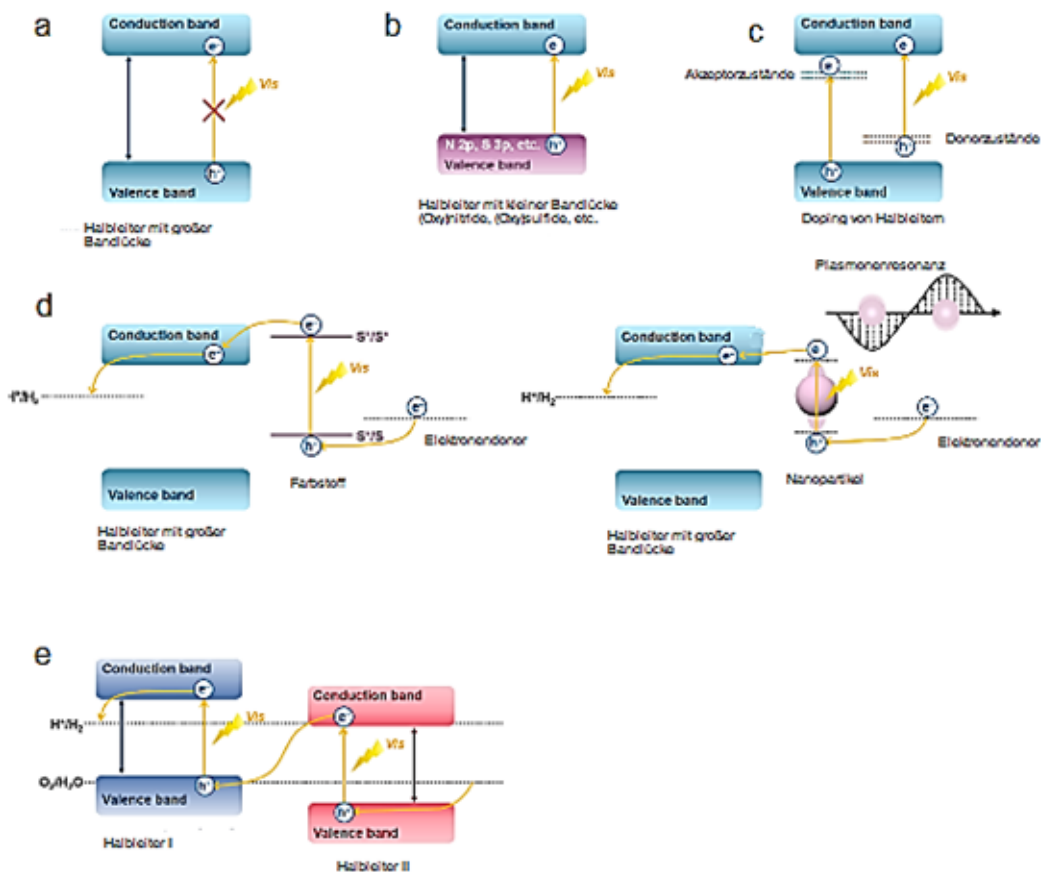 a
Conduction band
e⁻
Vis
h⁺
Valence band
Halbleiter mit großer
Bandlücke
b
Conduction band
e
Vis
N 2p, S 3p, etc.
h⁺
Valence band
Halbleiter mit kleiner Bandlücke
(Oxy)nitride, (Oxy)sulfide, etc.
c
Conduction band
e
e
Akzeptorzustände
Vis
Donorzustände
h⁺
h⁺
Valence band
Doping von Halbleitern
d
Conduction band
e⁻
e⁻
S⁺/S*
Vis
e⁻
S⁺/S
h⁺
Elektronendonor
Farbstoff
Valence band
Halbleiter mit großer
Bandlücke
Plasmonenresonanz
Conduction band
e⁻
e
Vis
H⁺/H₂
e
h⁺
Elektronendonor
Nanopartikel
Valence band
Halbleiter mit großer
Bandlücke
e
Conduction band
e⁻
H⁺/H₂
Vis
O₂/H₂O
h⁺
Valence band
Halbleiter I
Conduction band
e⁻
Vis
h⁺
Valence band
Halbleiter II